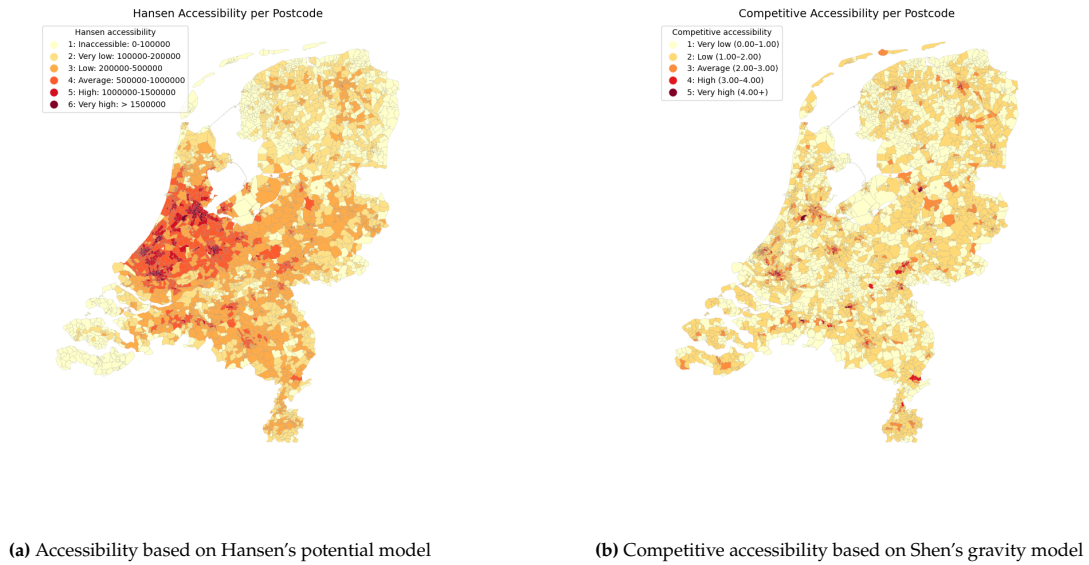 Hansen Accessibility per Postcode
Hansen accessibility
1: Inaccessible: 0-100000
2: Very low: 100000-200000
3: Low: 200000-500000
4: Average: 500000-1000000
5: High: 1000000-1500000
6: Very high: > 1500000
Competitive Accessibility per Postcode
Competitive accessibility
1: Very low (0.00–1.00)
2: Low (1.00–2.00)
3: Average (2.00–3.00)
4: High (3.00–4.00)
5: Very high (4.00+)
(a) Accessibility based on Hansen's potential model
(b) Competitive accessibility based on Shen's gravity model